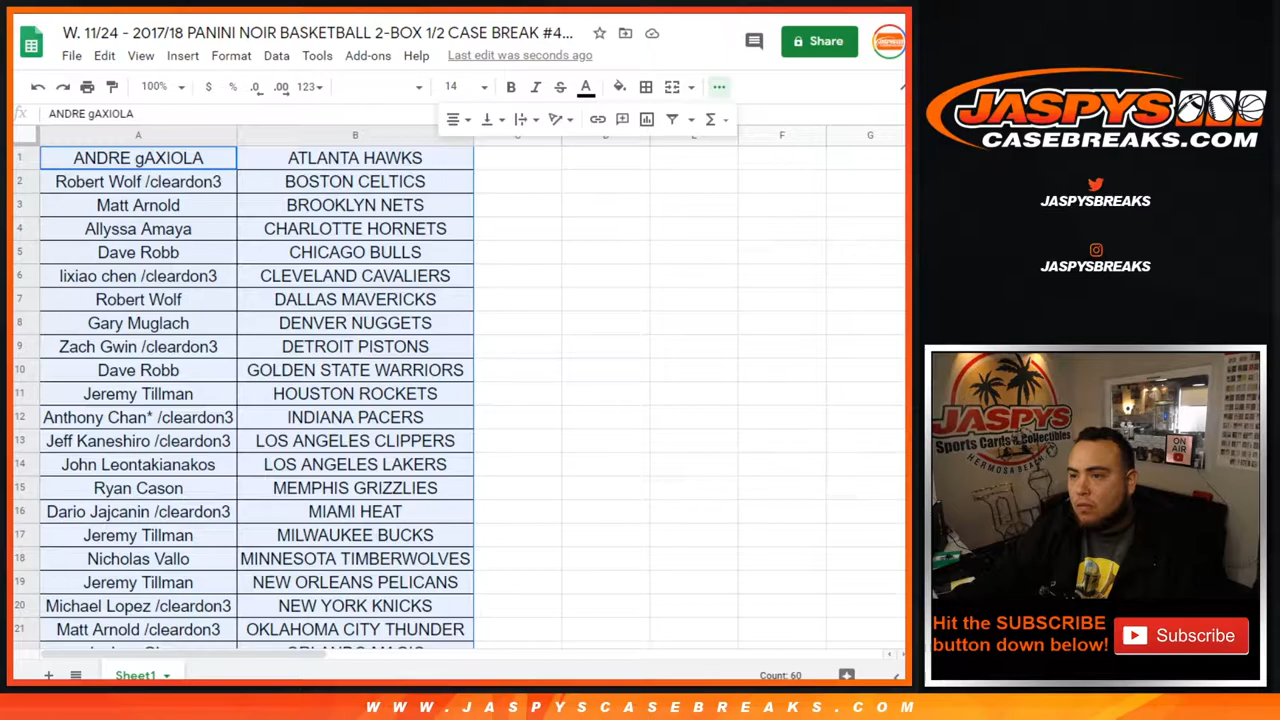 W. 11/24 - 2017/18 PANINI NOIR BASKETBALL 2-BOX 1/2 CASE BREAK #4...
Share
File Edit View Insert Format Data Tools Add-ons Help Last edit was seconds ago
100% $ % .0 .00 123 14 B I S A
fx ANDRE gAXIOLA
A B C D E F G
1 ANDRE gAXIOLA ATLANTA HAWKS
2 Robert Wolf /cleardon3 BOSTON CELTICS
3 Matt Arnold BROOKLYN NETS
4 Allyssa Amaya CHARLOTTE HORNETS
5 Dave Robb CHICAGO BULLS
6 lixiao chen /cleardon3 CLEVELAND CAVALIERS
7 Robert Wolf DALLAS MAVERICKS
8 Gary Muglach DENVER NUGGETS
9 Zach Gwin /cleardon3 DETROIT PISTONS
10 Dave Robb GOLDEN STATE WARRIORS
11 Jeremy Tillman HOUSTON ROCKETS
12 Anthony Chan* /cleardon3 INDIANA PACERS
13 Jeff Kaneshiro /cleardon3 LOS ANGELES CLIPPERS
14 John Leontakianakos LOS ANGELES LAKERS
15 Ryan Cason MEMPHIS GRIZZLIES
16 Dario Jajcanin /cleardon3 MIAMI HEAT
17 Jeremy Tillman MILWAUKEE BUCKS
18 Nicholas Vallo MINNESOTA TIMBERWOLVES
19 Jeremy Tillman NEW ORLEANS PELICANS
20 Michael Lopez /cleardon3 NEW YORK KNICKS
21 Matt Arnold /cleardon3 OKLAHOMA CITY THUNDER
Sheet1
Count: 60
JASPYS
CASEBREAKS.COM
JASPYSBREAKS
JASPYSBREAKS
JASPYS
Sports Cards & Collectibles
HERMOSA BEACH
ON AIR
Hit the SUBSCRIBE
button down below!
Subscribe
WWW.JASPYSCASEBREAKS.COM